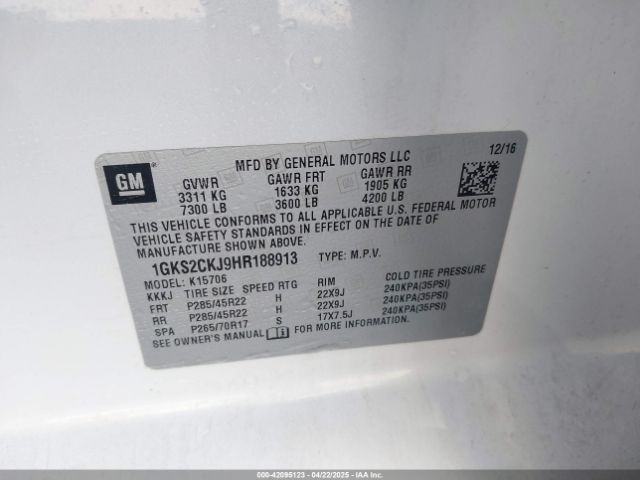 GM
MFD BY GENERAL MOTORS LLC
12/16
GVWR GAWR FRT GAWR RR
3311 KG 1633 KG 1905 KG
7300 LB 3600 LB 4200 LB
THIS VEHICLE CONFORMS TO ALL APPLICABLE U.S. FEDERAL MOTOR
VEHICLE SAFETY STANDARDS IN EFFECT ON THE DATE OF
MANUFACTURE SHOWN ABOVE.
1GKS2CKJ9HR188913 TYPE: M.P.V.
K15706
KKKJ TIRE SIZE SPEED RTG RIM COLD TIRE PRESSURE
FRT P285/45R22 H 22X9J 240KPA(35PSI)
RR P285/45R22 H 22X9J 240KPA(35PSI)
SPA P265/70R17 S 17X7.5J 240KPA(35PSI)
SEE OWNER'S MANUAL FOR MORE INFORMATION.
000-42095123 - 04/22/2025 - IAAI.COM